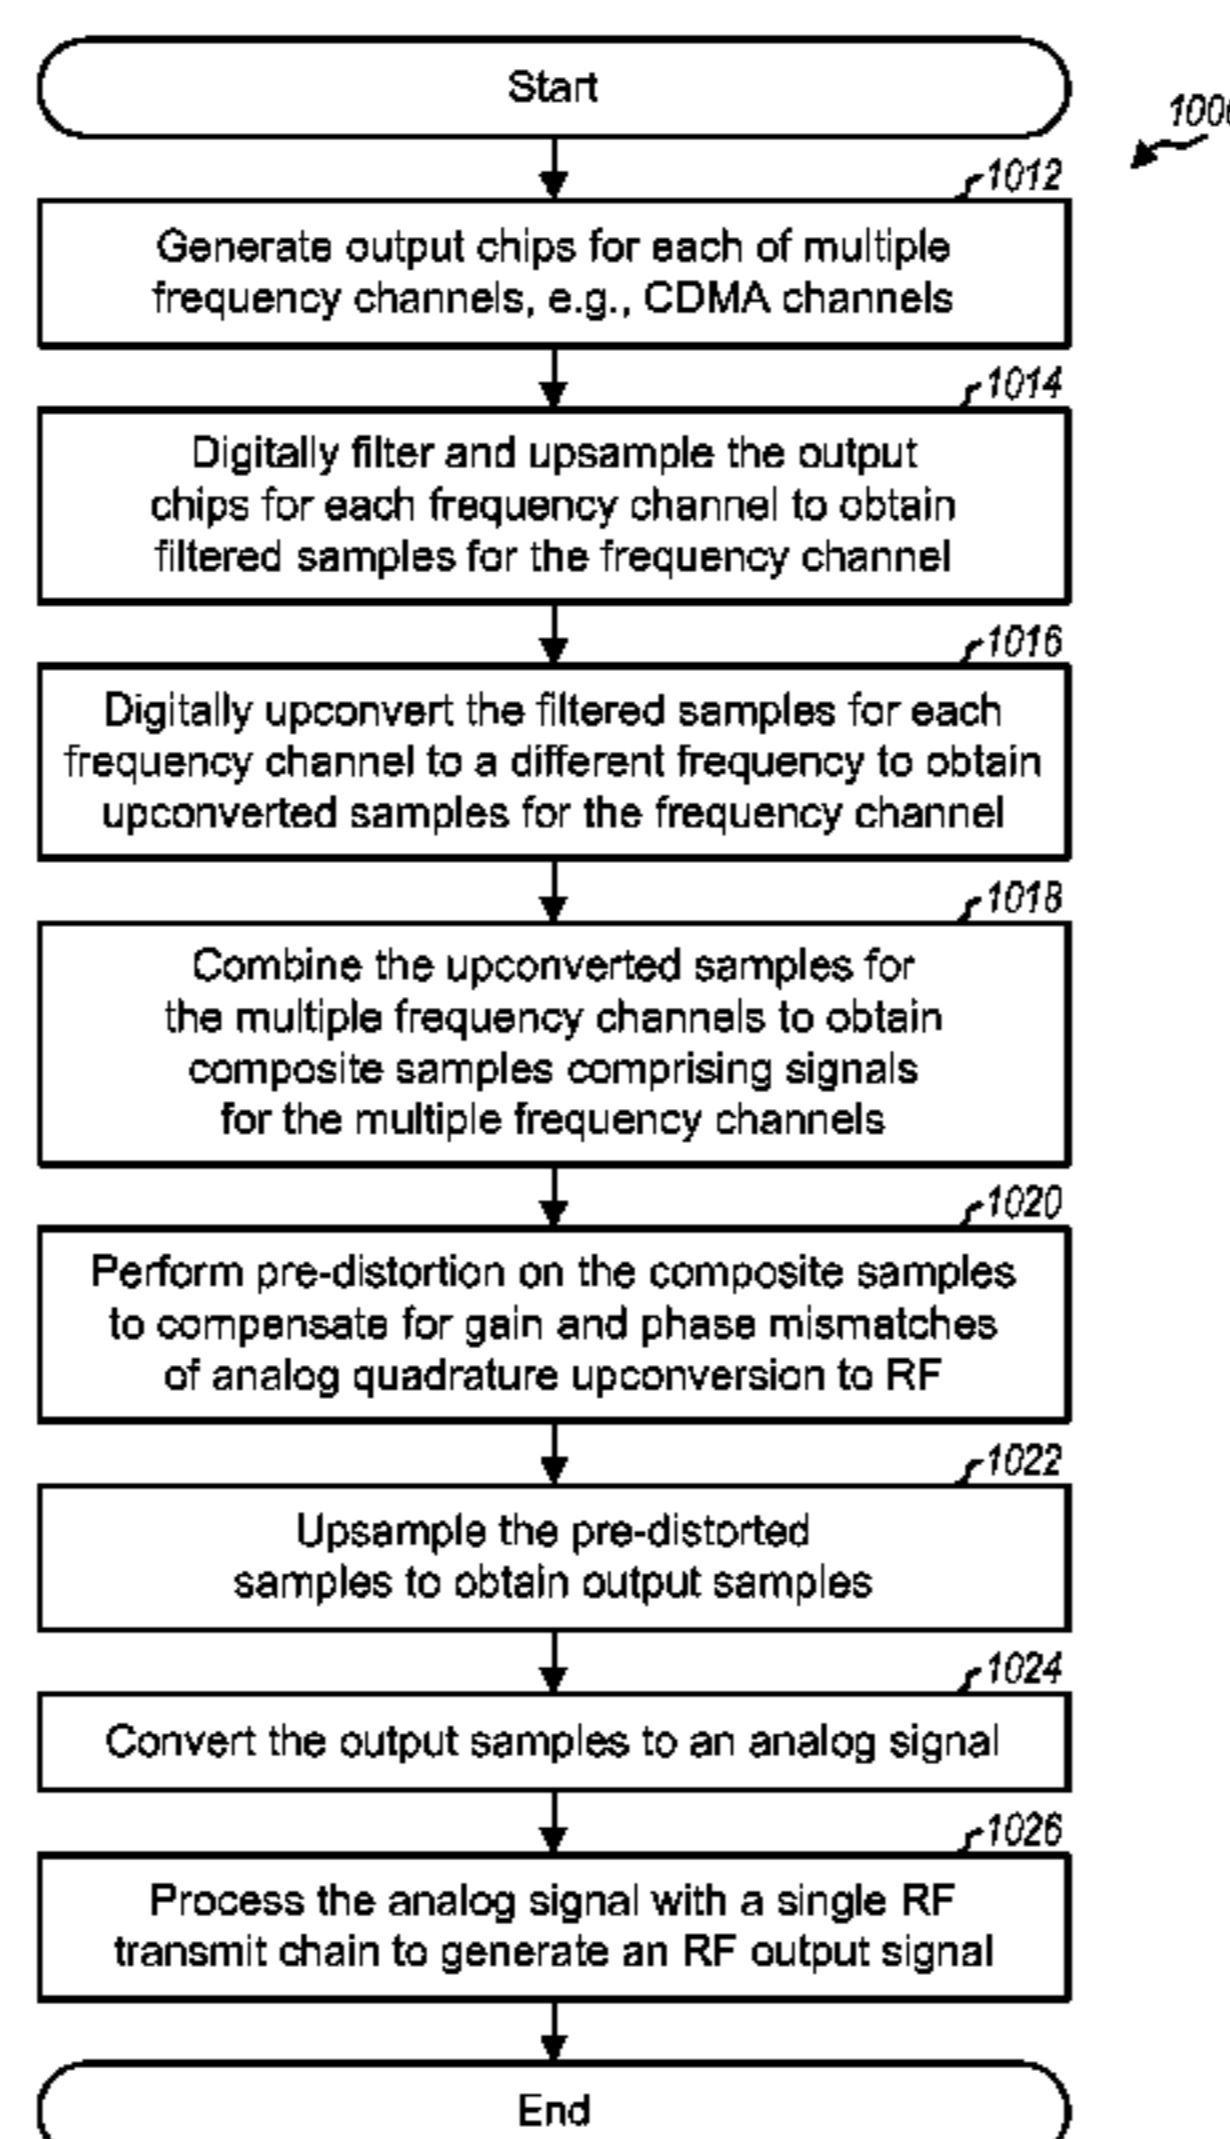 Start
1012
Generate output chips for each of multiple
frequency channels, e.g., CDMA channels
1014
Digitally filter and upsample the output
chips for each frequency channel to obtain
filtered samples for the frequency channel
1016
Digitally upconvert the filtered samples for each
frequency channel to a different frequency to obtain
upconverted samples for the frequency channel
1018
Combine the upconverted samples for
the multiple frequency channels to obtain
composite samples comprising signals
for the multiple frequency channels
1020
Perform pre-distortion on the composite samples
to compensate for gain and phase mismatches
of analog quadrature upconversion to RF
1022
Upsample the pre-distorted
samples to obtain output samples
1024
Convert the output samples to an analog signal
1026
Process the analog signal with a single RF
transmit chain to generate an RF output signal
End